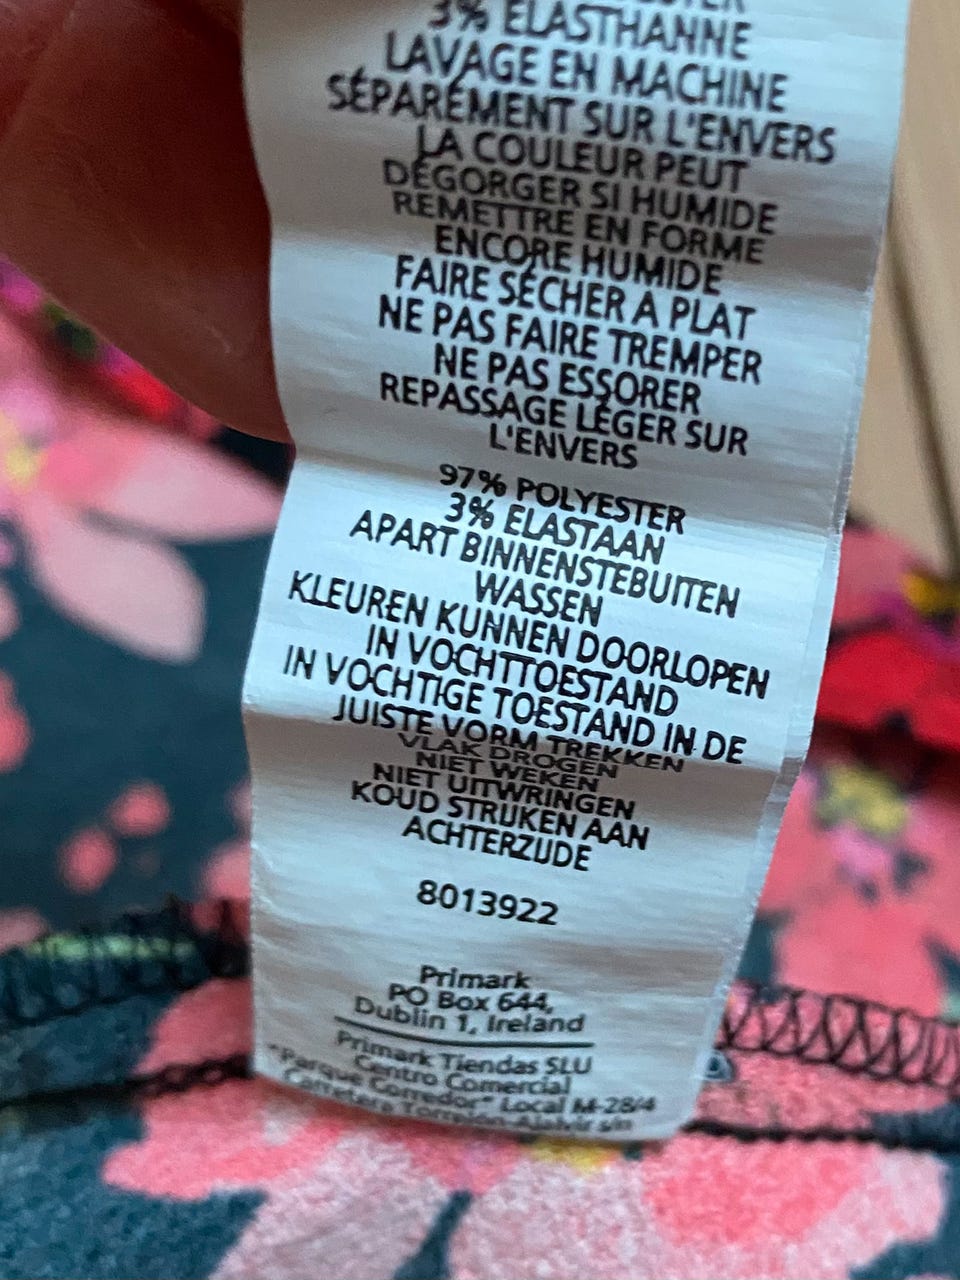 3% ELASTHANNE
LAVAGE EN MACHINE
SÉPARÉMENT SUR L'ENVERS
LA COULEUR PEUT
DÉGORGER SI HUMIDE
REMETTRE EN FORME
ENCORE HUMIDE
FAIRE SÉCHER A PLAT
NE PAS FAIRE TREMPER
NE PAS ESSORER
REPASSAGE LÉGER SUR
L'ENVERS
97% POLYESTER
3% ELASTAAN
APART BINNENSTEBUITEN
WASSEN
KLEUREN KUNNEN DOORLOPEN
IN VOCHTTOESTAND
IN VOCHTIGE TOESTAND IN DE
JUISTE VORM TREKKEN
VLAK DROGEN
NIET WEKEN
NIET UITWRINGEN
KOUD STRIJKEN AAN
ACHTERZIJDE
8013922
Primark
PO Box 644,
Dublin 1, Ireland
Primark Tiendas SLU
Centro Comercial
"Parque Corredor" Local M-28/4
Carretera Torrejón-Ajalvir s/n